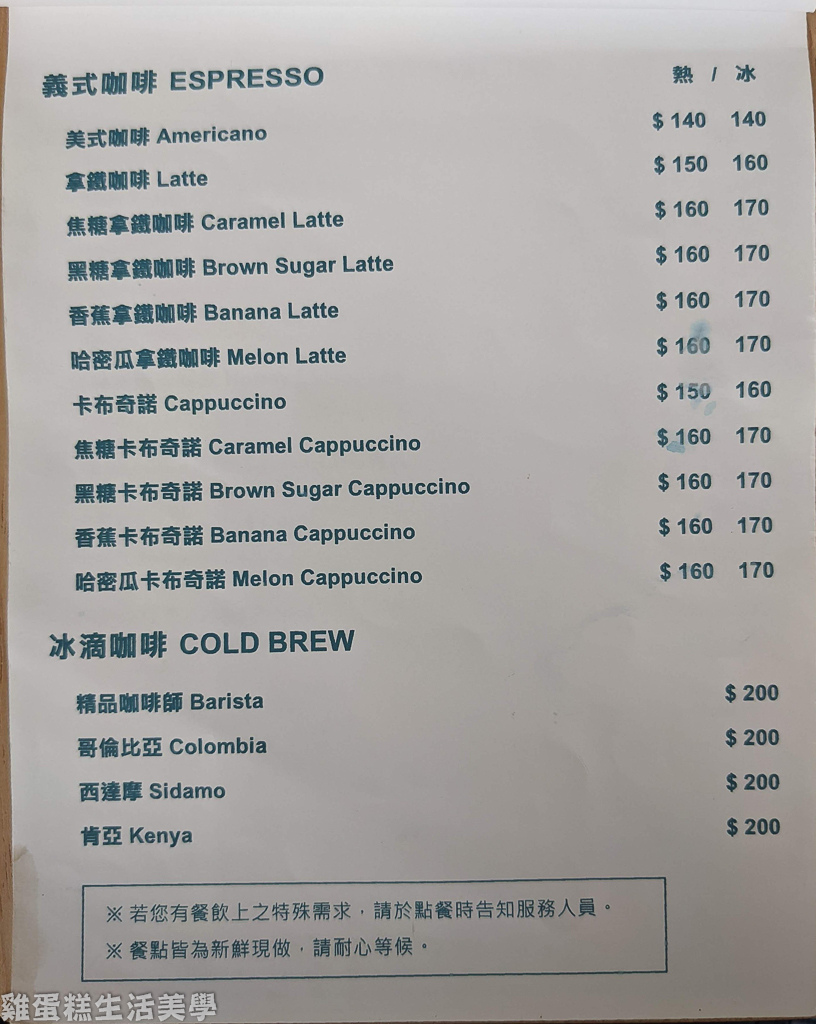 義式咖啡 ESPRESSO 熱 / 冰
美式咖啡 Americano $ 140 140
拿鐵咖啡 Latte $ 150 160
焦糖拿鐵咖啡 Caramel Latte $ 160 170
黑糖拿鐵咖啡 Brown Sugar Latte $ 160 170
香蕉拿鐵咖啡 Banana Latte $ 160 170
哈密瓜拿鐵咖啡 Melon Latte $ 160 170
卡布奇諾 Cappuccino $ 150 160
焦糖卡布奇諾 Caramel Cappuccino $ 160 170
黑糖卡布奇諾 Brown Sugar Cappuccino $ 160 170
香蕉卡布奇諾 Banana Cappuccino $ 160 170
哈密瓜卡布奇諾 Melon Cappuccino $ 160 170
冰滴咖啡 COLD BREW
精品咖啡師 Barista $ 200
哥倫比亞 Colombia $ 200
西達摩 Sidamo $ 200
肯亞 Kenya $ 200
※ 若您有餐飲上之特殊需求，請於點餐時告知服務人員。
※ 餐點皆為新鮮現做，請耐心等候。
雞蛋糕生活美學